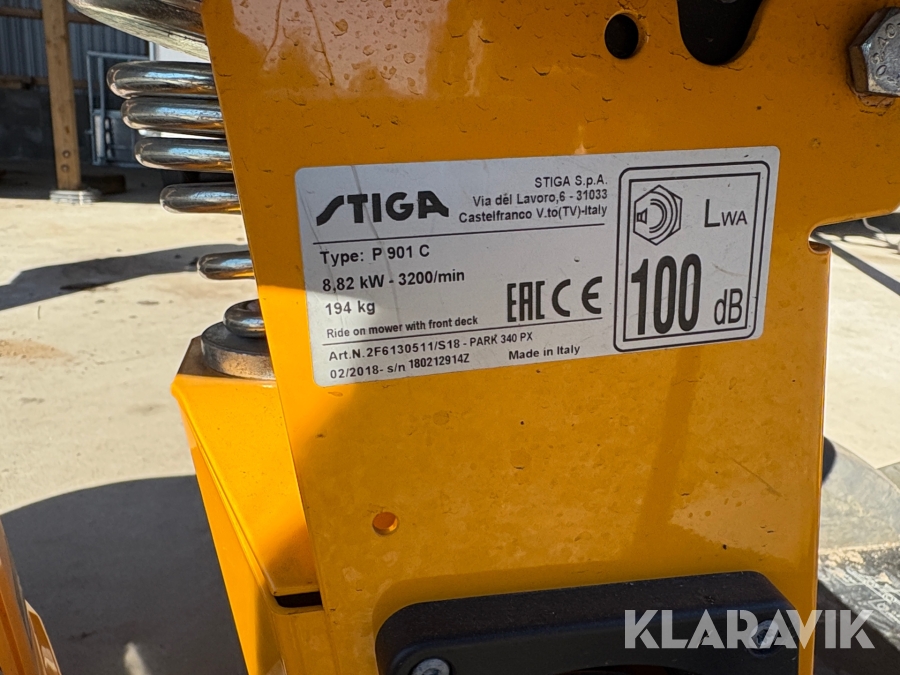 STIGA
STIGA S.p.A.
Via dél Lavoro,6 - 31033
Castelfranco V.to(TV)-Italy
Type: P 901 C
8,82 kW - 3200/min
194 kg
Ride on mower with front deck
EAC CE
LWA
100 dB
Art.N.2F6130511/S18 - PARK 340 PX
02/2018- s/n 180212914Z
Made in Italy
KLARAVIK